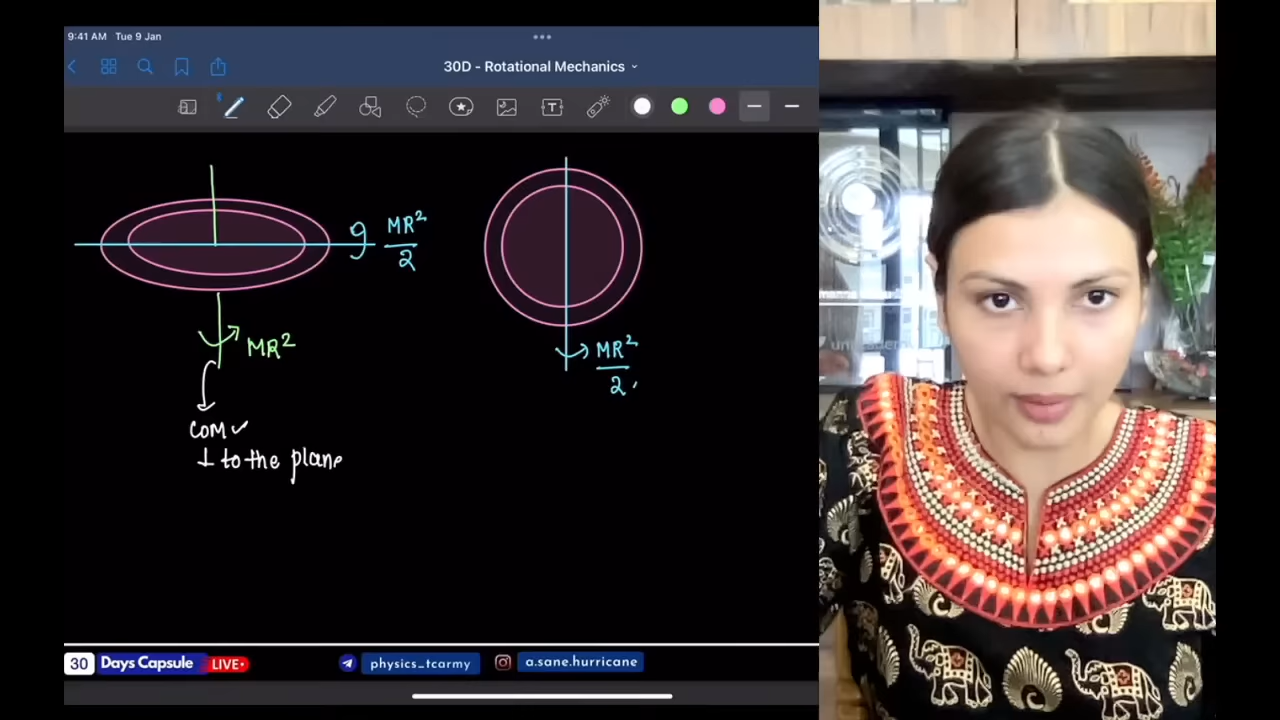 9:41 AM Tue 9 Jan
30D - Rotational Mechanics
T
MR²
2
MR²
COM ✓
⊥ to the plane
MR²
2
30 Days Capsule LIVE
physics_tcarmy
a.sane.hurricane